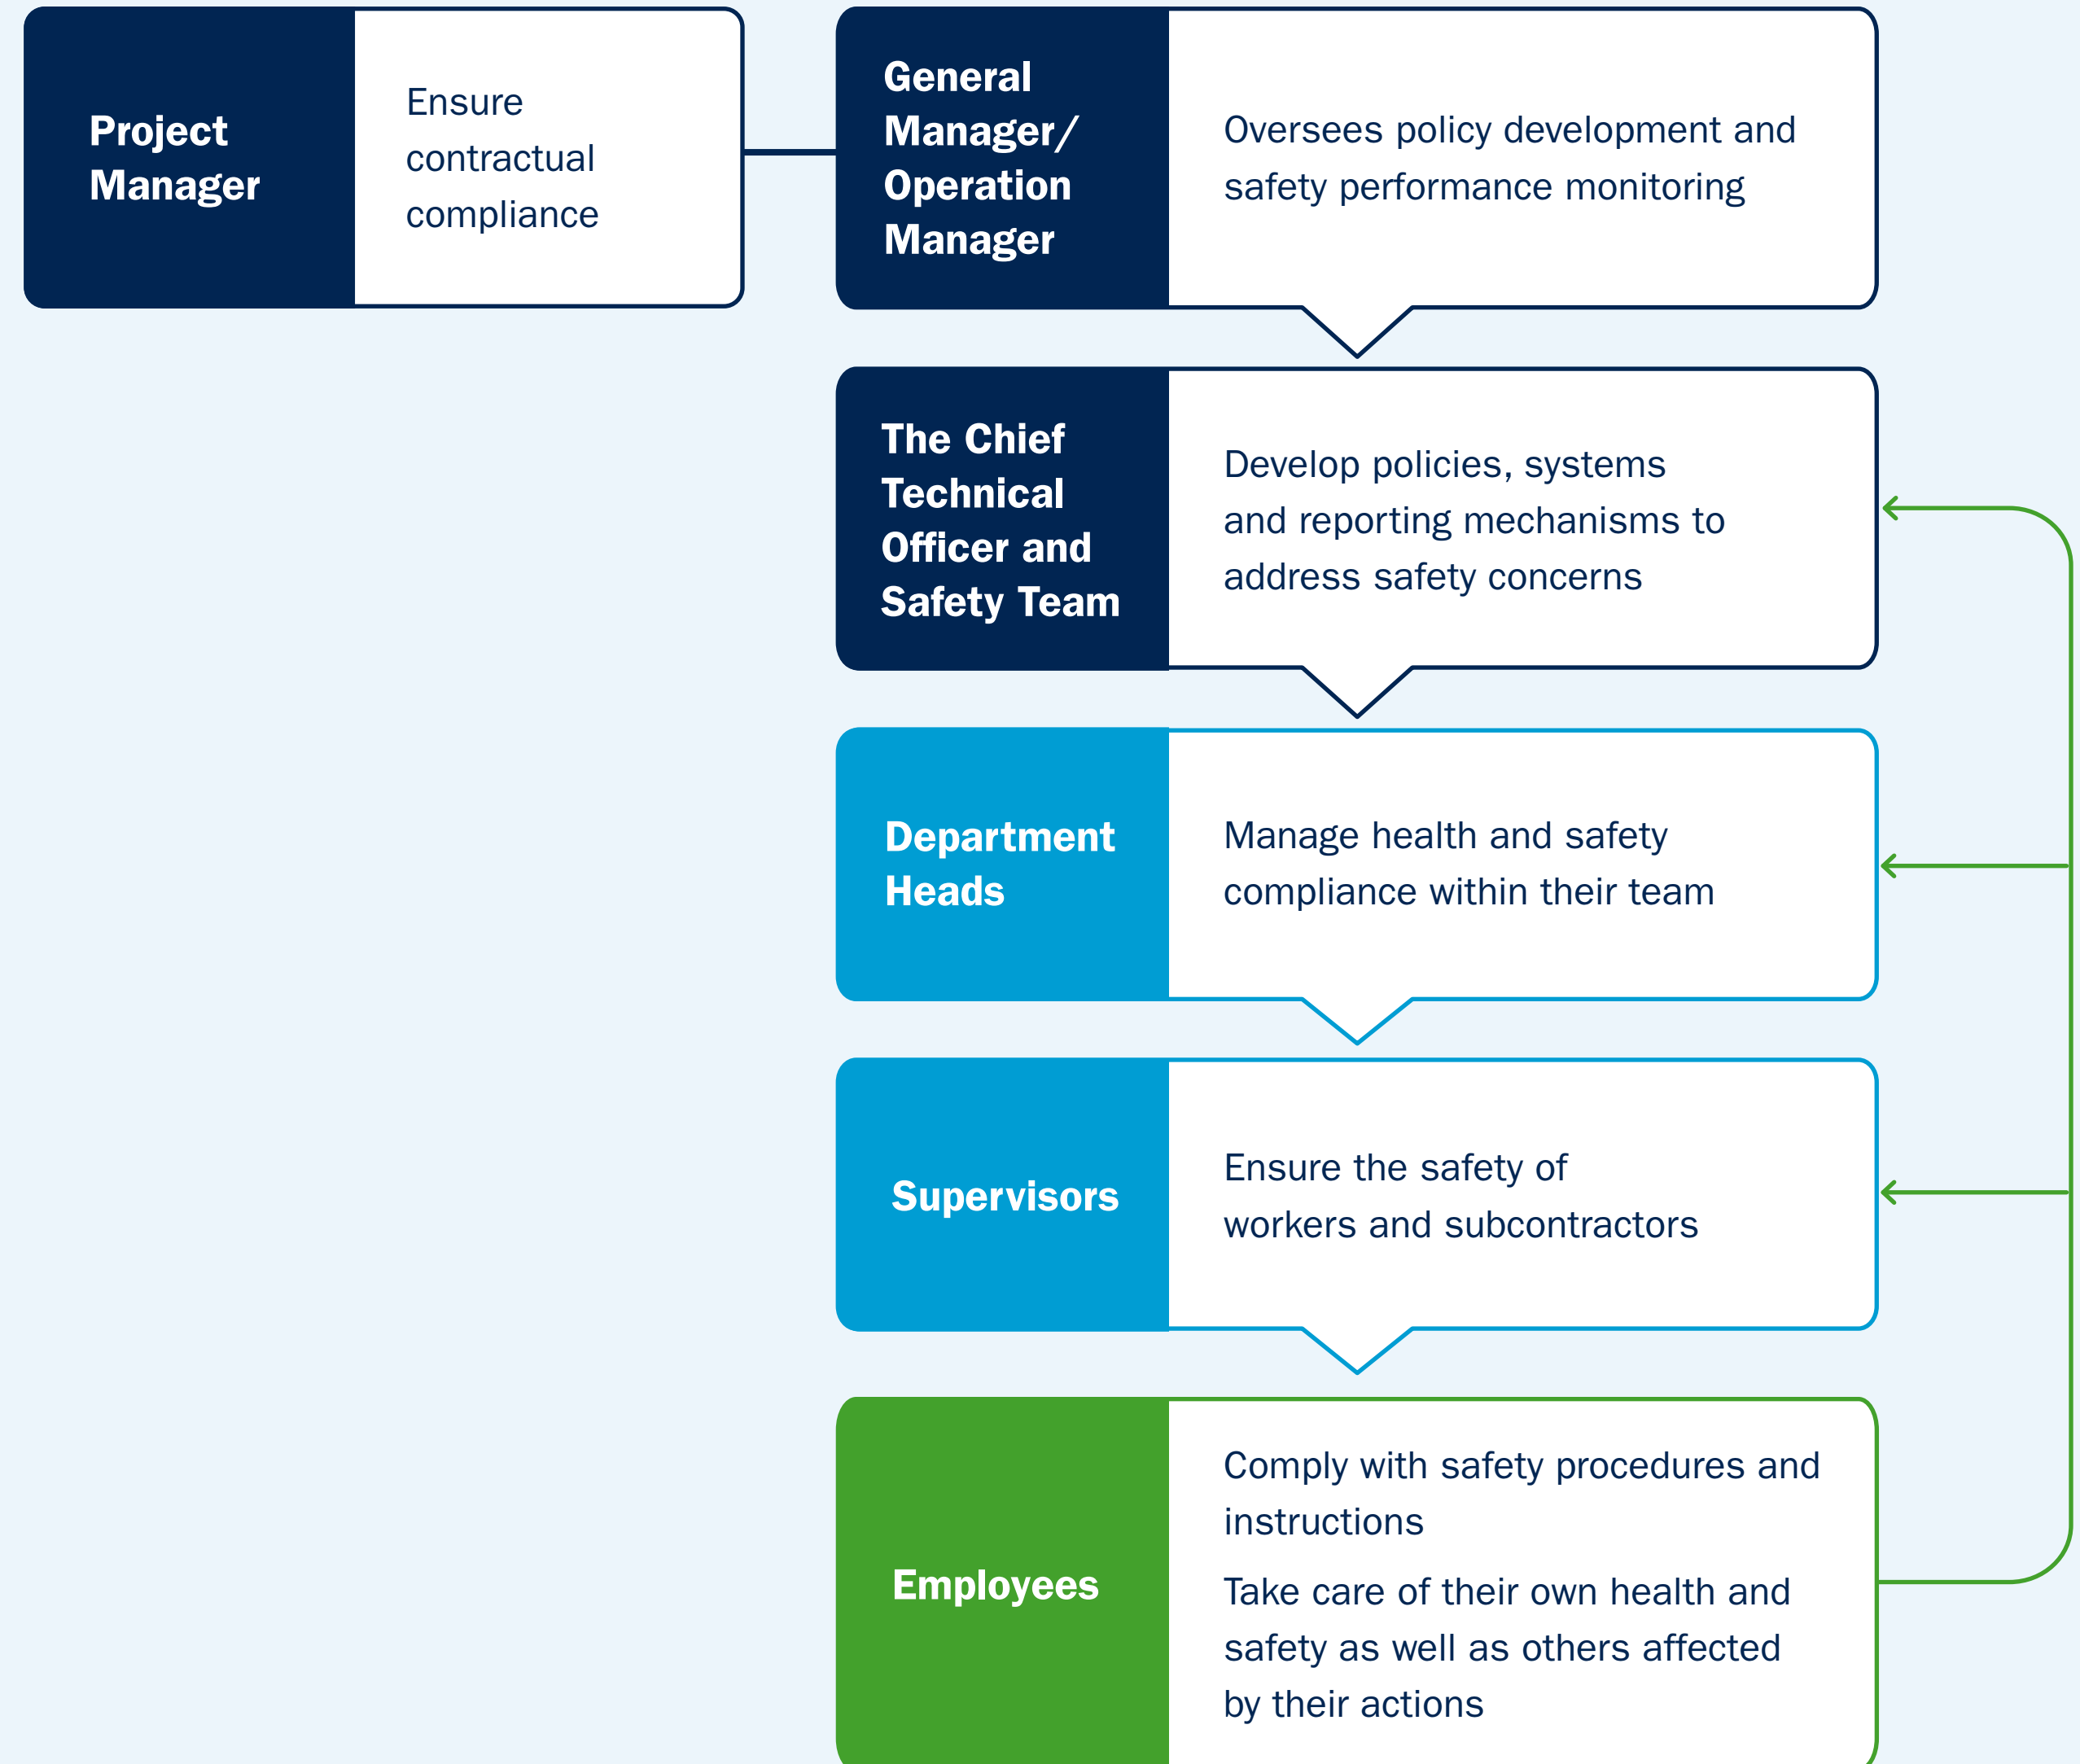 Project
Manager
Ensure
contractual
compliance
General
Manager/
Operation
Manager
Oversees policy development and
safety performance monitoring
The Chief
Technical
Officer and
Safety Team
Develop policies, systems
and reporting mechanisms to
address safety concerns
Department
Heads
Manage health and safety
compliance within their team
Supervisors
Ensure the safety of
workers and subcontractors
Employees
Comply with safety procedures and
instructions
Take care of their own health and
safety as well as others affected
by their actions